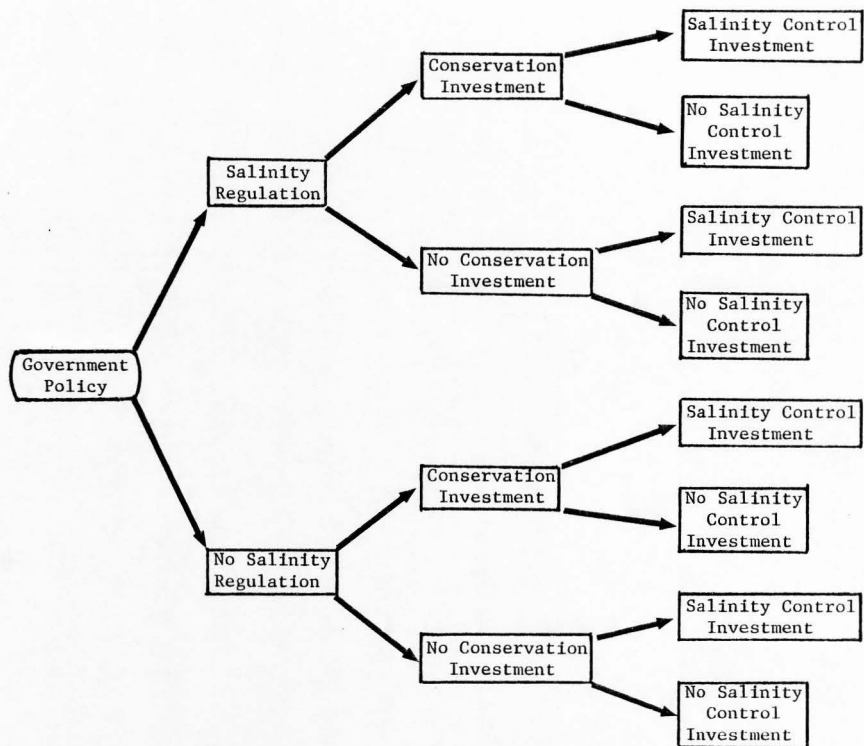 Salinity Control
Investment
Conservation
Investment
No Salinity
Control
Investment
Salinity
Regulation
Salinity Control
Investment
No Conservation
Investment
No Salinity
Control
Investment
Government
Policy
Salinity Control
Investment
Conservation
Investment
No Salinity
Control
Investment
No Salinity
Regulation
Salinity Control
Investment
No Conservation
Investment
No Salinity
Control
Investment